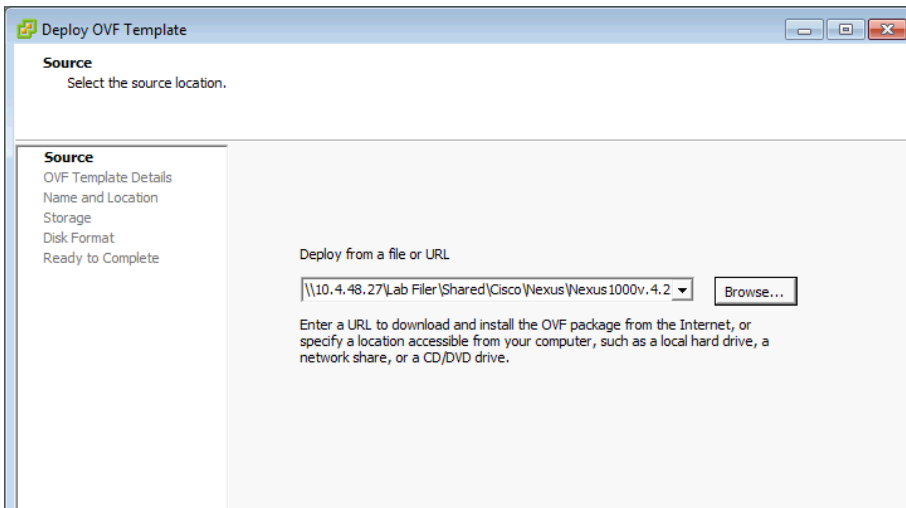 Deploy OVF Template
Source
Select the source location.
Source
OVF Template Details
Name and Location
Storage
Disk Format
Ready to Complete
Deploy from a file or URL
\\10.4.48.27\Lab Filer\Shared\Cisco\Nexus\Nexus1000v.4.2
Browse...
Enter a URL to download and install the OVF package from the Internet, or
specify a location accessible from your computer, such as a local hard drive, a
network share, or a CD/DVD drive.